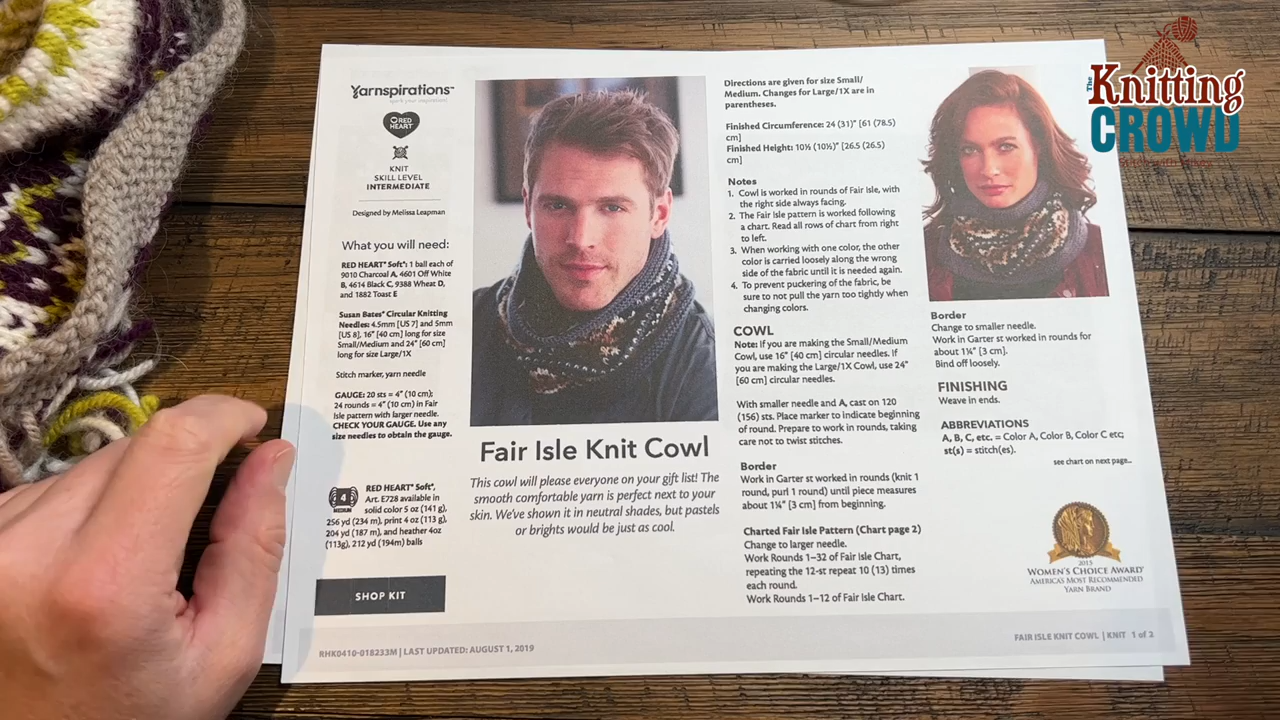 Yarnspirations™
spark your inspiration!
RED
HEART®
KNIT
SKILL LEVEL
INTERMEDIATE
Designed by Melissa Leapman
What you will need:
RED HEART® Soft®: 1 ball each of
9010 Charcoal A, 4601 Off White
B, 4614 Black C, 9388 Wheat D,
and 1882 Toast E
Susan Bates® Circular Knitting
Needles: 4.5mm [US 7] and 5mm
[US 8], 16" [40 cm] long for size
Small/Medium and 24" [60 cm]
long for size Large/1X
Stitch marker, yarn needle
GAUGE: 20 sts = 4" (10 cm);
24 rounds = 4" (10 cm) in Fair
Isle pattern with larger needle.
CHECK YOUR GAUGE. Use any
size needles to obtain the gauge.
4
MEDIUM
RED HEART® Soft®,
Art. E728 available in
solid color 5 oz (141 g),
256 yd (234 m), print 4 oz (113 g),
204 yd (187 m), and heather 4oz
(113g), 212 yd (194m) balls
SHOP KIT
RHK0410-018233M | LAST UPDATED: AUGUST 1, 2019
Fair Isle Knit Cowl
This cowl will please everyone on your gift list! The
smooth comfortable yarn is perfect next to your
skin. We've shown it in neutral shades, but pastels
or brights would be just as cool.
Directions are given for size Small/
Medium. Changes for Large/1X are in
parentheses.
Finished Circumference: 24 (31)" [61 (78.5)
cm]
Finished Height: 10½ (10½)" [26.5 (26.5)
cm]
Notes
1. Cowl is worked in rounds of Fair Isle, with
the right side always facing.
2. The Fair Isle pattern is worked following
a chart. Read all rows of chart from right
to left.
3. When working with one color, the other
color is carried loosely along the wrong
side of the fabric until it is needed again.
4. To prevent puckering of the fabric, be
sure to not pull the yarn too tightly when
changing colors.
COWL
Note: If you are making the Small/Medium
Cowl, use 16" [40 cm] circular needles. If
you are making the Large/1X Cowl, use 24"
[60 cm] circular needles.
With smaller needle and A, cast on 120
(156) sts. Place marker to indicate beginning
of round. Prepare to work in rounds, taking
care not to twist stitches.
Border
Work in Garter st worked in rounds (knit 1
round, purl 1 round) until piece measures
about 1¼" [3 cm] from beginning.
Charted Fair Isle Pattern (Chart page 2)
Change to larger needle.
Work Rounds 1–32 of Fair Isle Chart,
repeating the 12-st repeat 10 (13) times
each round.
Work Rounds 1–12 of Fair Isle Chart.
Border
Change to smaller needle.
Work in Garter st worked in rounds for
about 1¼" [3 cm].
Bind off loosely.
FINISHING
Weave in ends.
ABBREVIATIONS
A, B, C, etc. = Color A, Color B, Color C etc;
st(s) = stitch(es).
see chart on next page...
2015
WOMEN'S CHOICE AWARD®
AMERICA'S MOST RECOMMENDED
YARN BRAND
FAIR ISLE KNIT COWL | KNIT 1 of 2
The
Knitting
CROWD